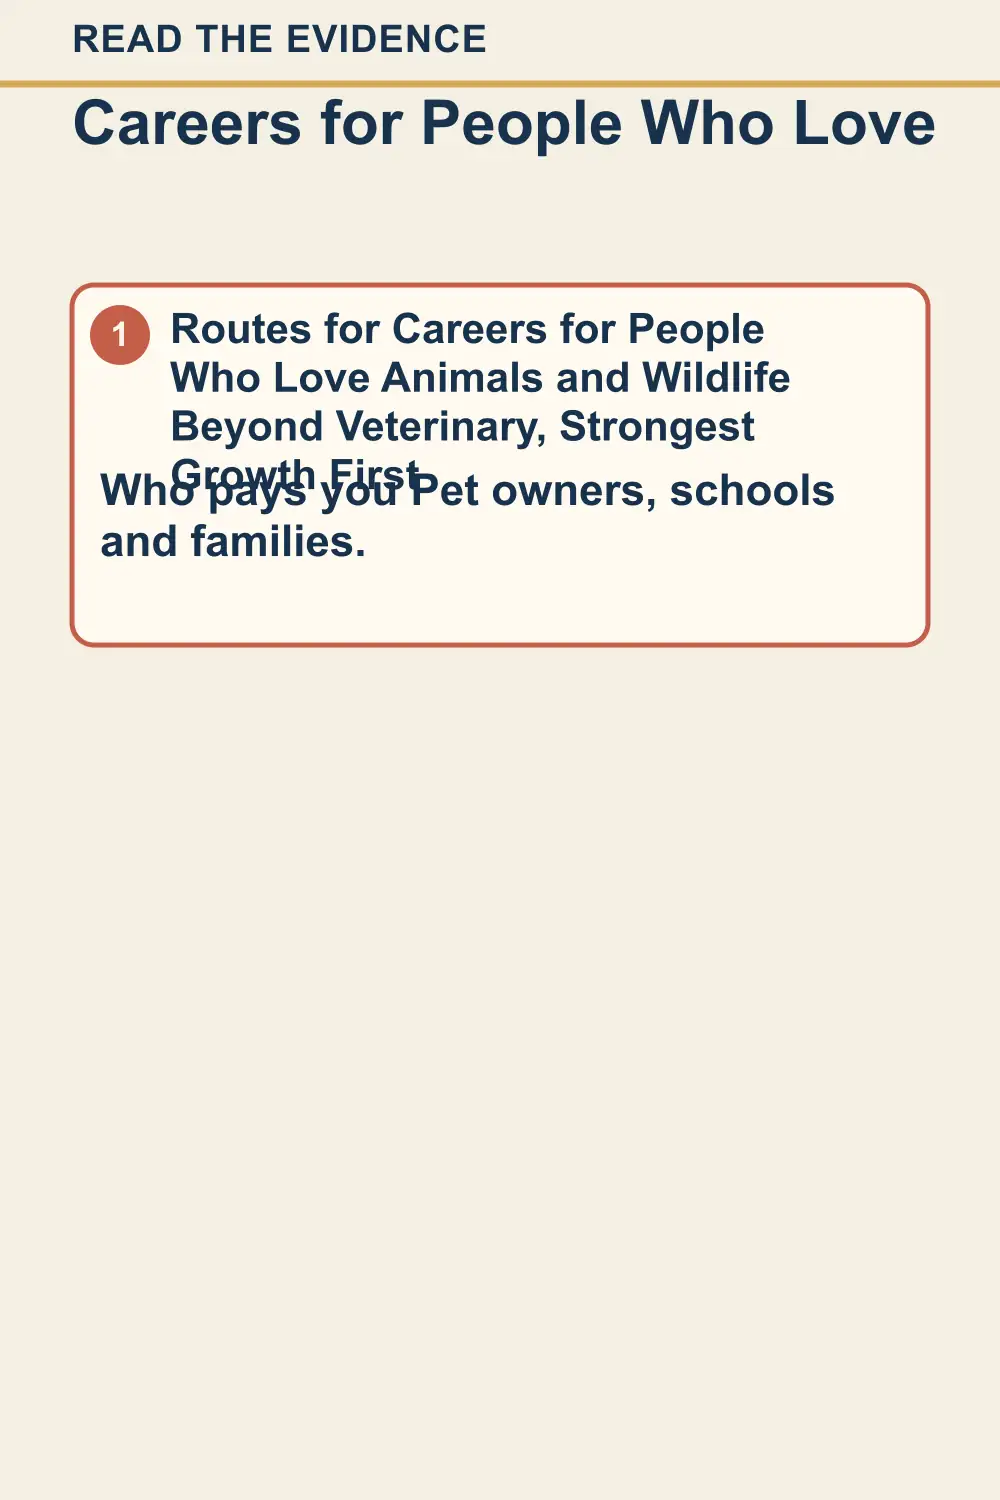 READ THE EVIDENCE
Careers for People Who Love
1
Routes for Careers for People
Who Love Animals and Wildlife
Beyond Veterinary, Strongest
Growth First
Who pays you Pet owners, schools
and families.